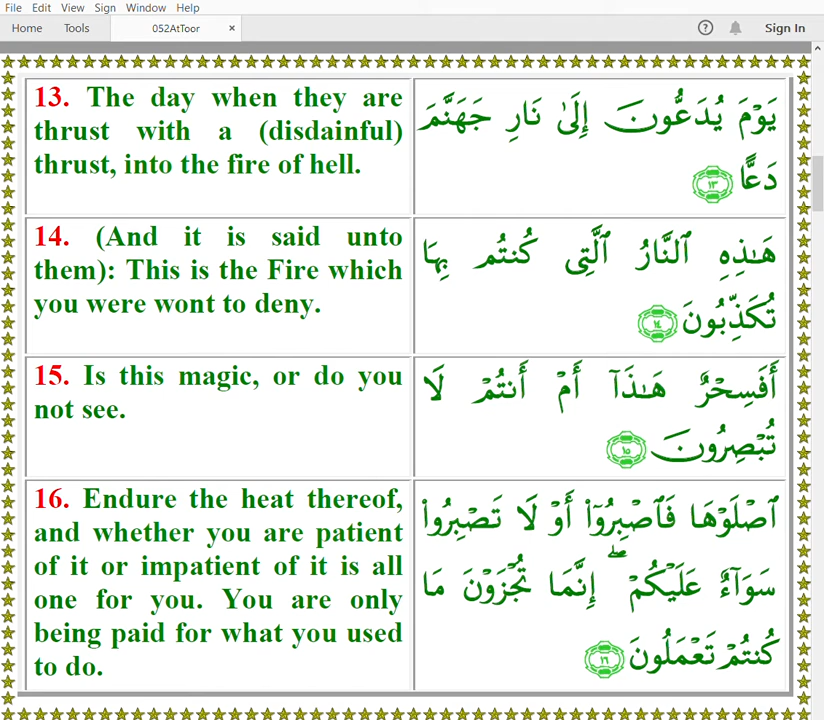 File Edit View Sign Window Help
Home Tools 052AtToor × ? Sign In
13. The day when they are
thrust with a (disdainful)
thrust, into the fire of hell.
يَوْمَ يُدَعُّونَ إِلَىٰ نَارِ جَهَنَّمَ
دَعًّا ١٣
14. (And it is said unto
them): This is the Fire which
you were wont to deny.
هَـٰذِهِ ٱلنَّارُ ٱلَّتِى كُنتُم بِهَا
تُكَذِّبُونَ ١٤
15. Is this magic, or do you
not see.
أَفَسِحْرٌ هَـٰذَآ أَمْ أَنتُمْ لَا
تُبْصِرُونَ ١٥
16. Endure the heat thereof,
and whether you are patient
of it or impatient of it is all
one for you. You are only
being paid for what you used
to do.
ٱصْلَوْهَا فَٱصْبِرُوٓا۟ أَوْ لَا تَصْبِرُوا۟
سَوَآءٌ عَلَيْكُمْ ۖ إِنَّمَا تُجْزَوْنَ مَا
كُنتُمْ تَعْمَلُونَ ١٦